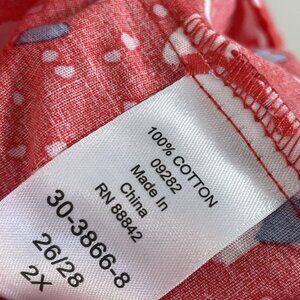 100% COTTON
09282
Made In
China
RN 88842
30-3866-8
26/28
2X